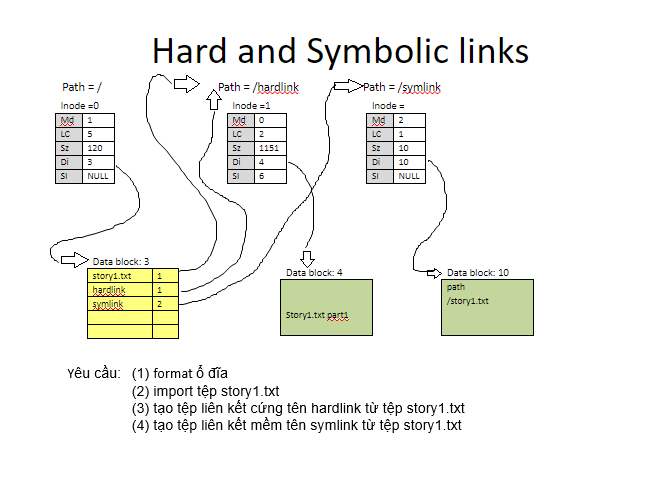 Hard and Symbolic links
Path = /
Path = /hardlink
Path = /symlink
Inode =0
Inode =1
Inode =
Md 1
LC 5
Sz 120
Di 3
SI NULL
Md 0
LC 2
Sz 1151
Di 4
SI 6
Md 2
LC 1
Sz 10
Di 10
SI NULL
Data block: 3
story1.txt 1
hardlink 1
symlink 2
Data block: 4
Story1.txt part1
Data block: 10
path
/story1.txt
Yêu cầu: (1) format ổ đĩa
(2) import tệp story1.txt
(3) tạo tệp liên kết cứng tên hardlink từ tệp story1.txt
(4) tạo tệp liên kết mềm tên symlink từ tệp story1.txt